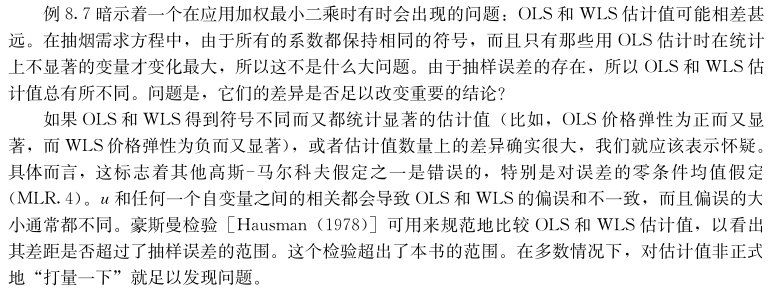 例 8.7 暗示着一个在应用加权最小二乘时有时会出现的问题：OLS 和 WLS 估计值可能相差甚
远。在抽烟需求方程中，由于所有的系数都保持相同的符号，而且只有那些用 OLS 估计时在统计
上不显著的变量才变化最大，所以这不是什么大问题。由于抽样误差的存在，所以 OLS 和 WLS 估
计值总有所不同。问题是，它们的差异是否足以改变重要的结论？
如果 OLS 和 WLS 得到符号不同而又都统计显著的估计值（比如，OLS 价格弹性为正而又显
著，而 WLS 价格弹性为负而又显著），或者估计值数量上的差异确实很大，我们就应该表示怀疑。
具体而言，这标志着其他高斯-马尔科夫假定之一是错误的，特别是对误差的零条件均值假定
（MLR.4）。u 和任何一个自变量之间的相关都会导致 OLS 和 WLS 的偏误和不一致，而且偏误的大
小通常都不同。豪斯曼检验［Hausman（1978）］可用来规范地比较 OLS 和 WLS 估计值，以看出
其差距是否超过了抽样误差的范围。这个检验超出了本书的范围。在多数情况下，对估计值非正式
地“打量一下”就足以发现问题。